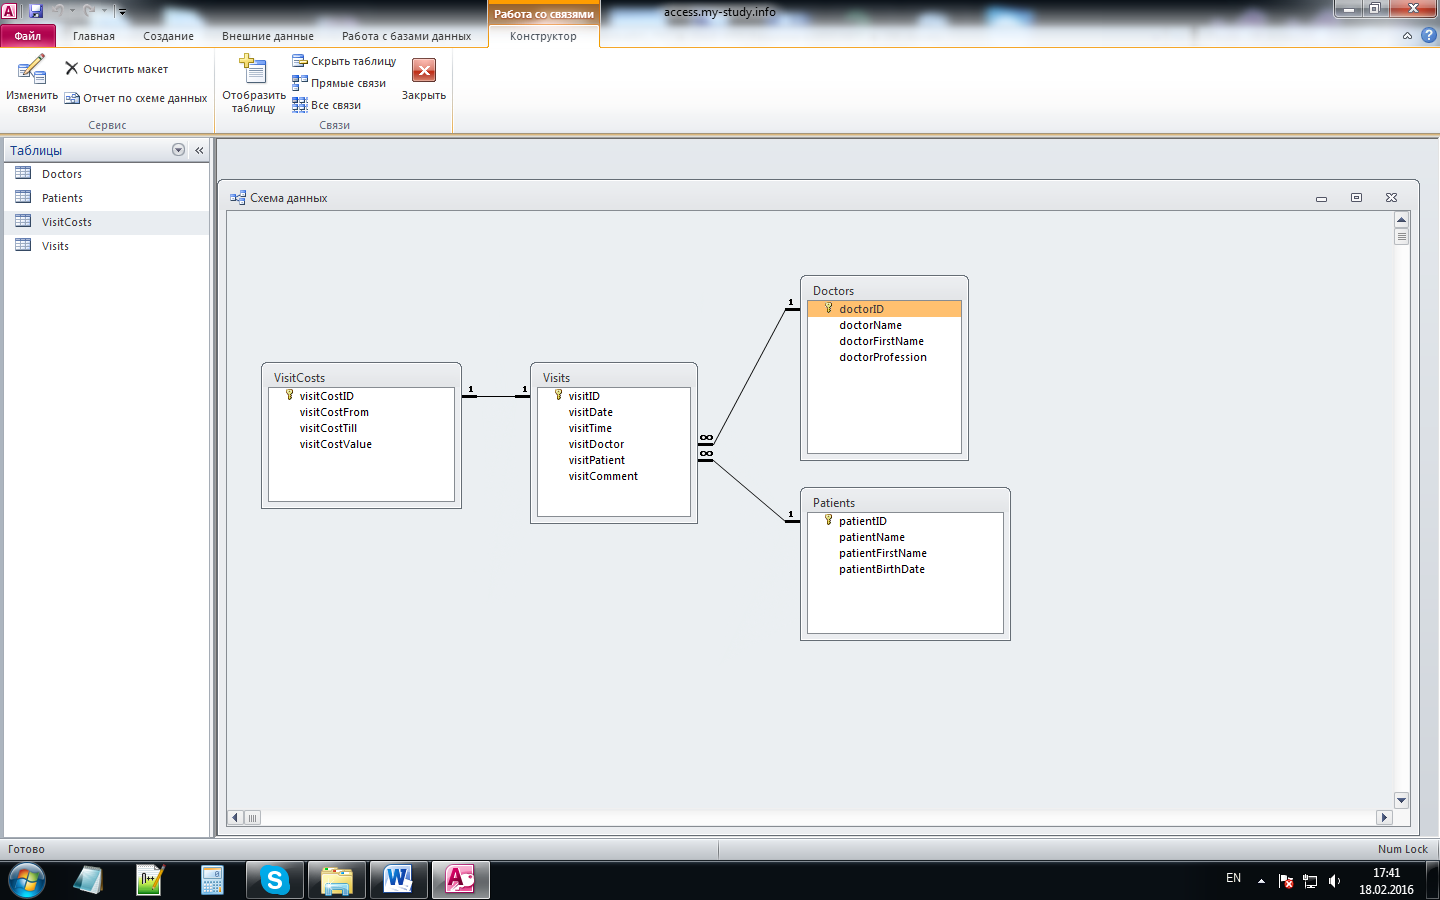 Работа со связями
access.my-study.info
Файл
Главная
Создание
Внешние данные
Работа с базами данных
Конструктор
Изменить связи
Очистить макет
Отчет по схеме данных
Сервис
Отобразить таблицу
Скрыть таблицу
Прямые связи
Все связи
Закрыть
Связи
Таблицы
Doctors
Patients
VisitCosts
Visits
Схема данных
VisitCosts
visitCostID
visitCostFrom
visitCostTill
visitCostValue
1
1
Visits
visitID
visitDate
visitTime
visitDoctor
visitPatient
visitComment
∞
∞
1
Doctors
doctorID
doctorName
doctorFirstName
doctorProfession
1
Patients
patientID
patientName
patientFirstName
patientBirthDate
Готово
Num Lock
EN
17:41
18.02.2016